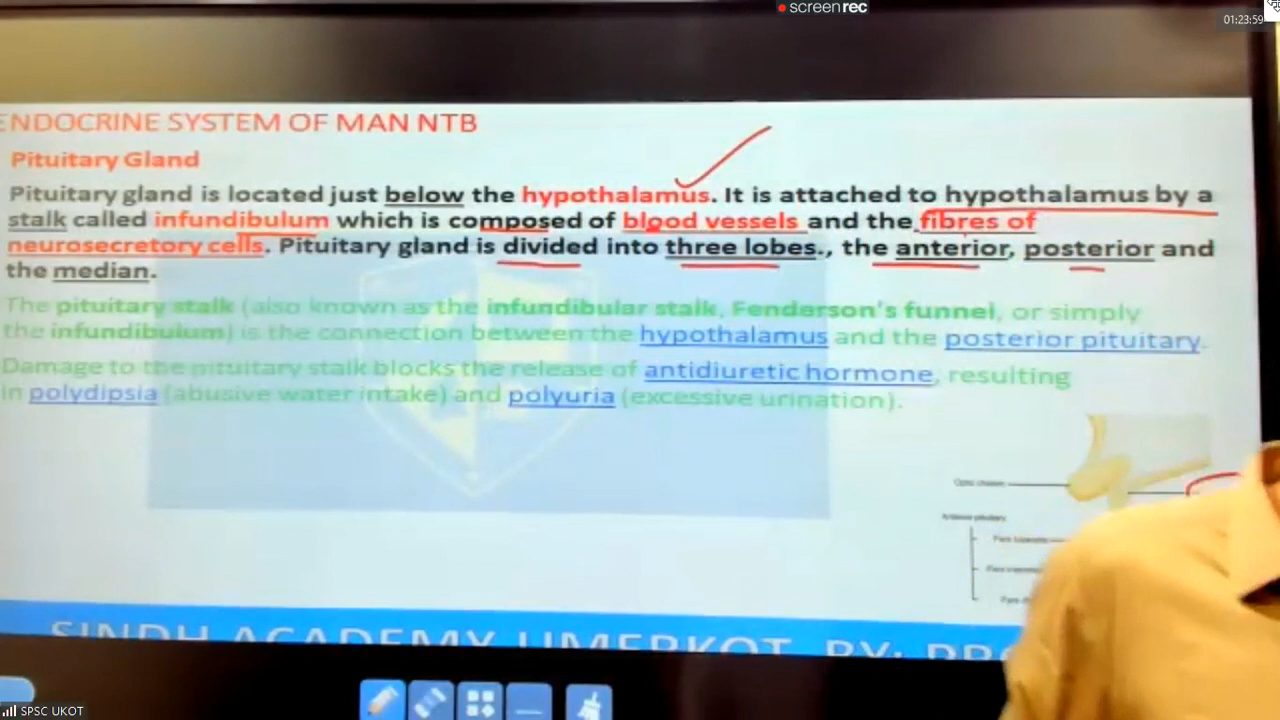 screenrec
01:23:59
ENDOCRINE SYSTEM OF MAN NTB
Pituitary Gland
Pituitary gland is located just below the hypothalamus. It is attached to hypothalamus by a
stalk called infundibulum which is composed of blood vessels and the fibres of
neurosecretory cells. Pituitary gland is divided into three lobes., the anterior, posterior and
the median.
The pituitary stalk (also known as the infundibular stalk, Fenderson's funnel, or simply
the infundibulum) is the connection between the hypothalamus and the posterior pituitary.
Damage to the pituitary stalk blocks the release of antidiuretic hormone, resulting
in polydipsia (abusive water intake) and polyuria (excessive urination).
Optic chiasm
Anterior pituitary
SINDH ACADEMY UMERKOT. BY: PRO
SPSC UKOT